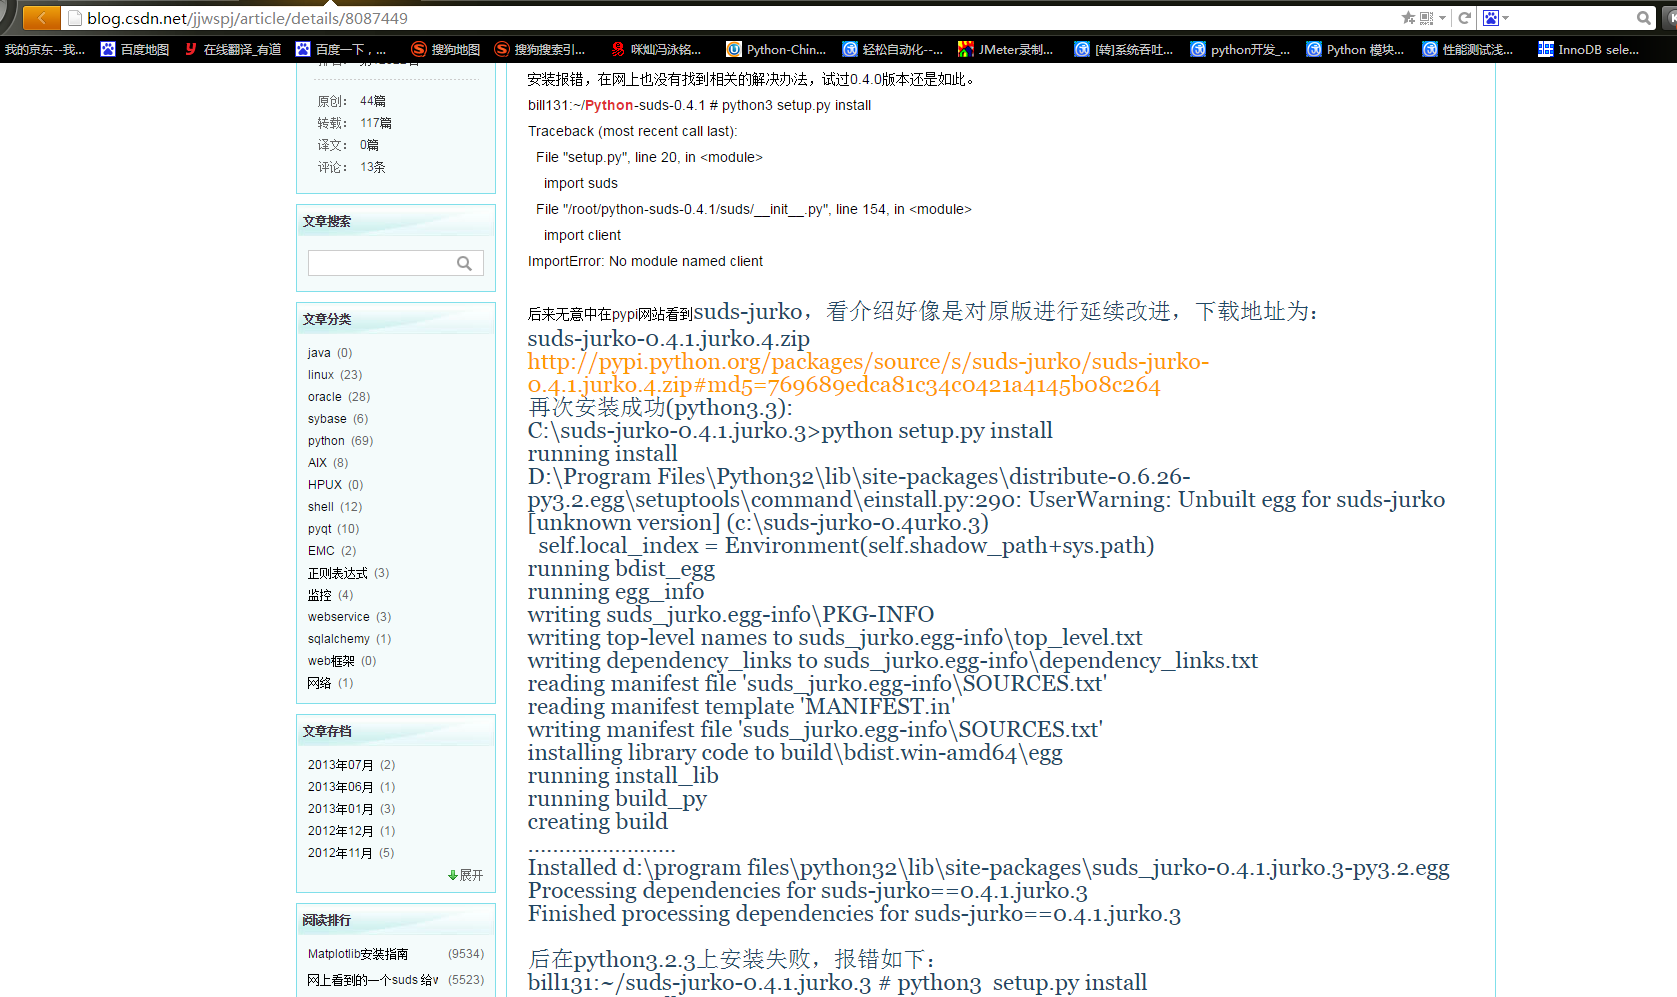 blog.csdn.net/jjwspj/article/details/8087449
我的京东--我... 百度地图 在线翻译_有道 百度一下，... 搜狗地图 搜狗搜索引... 咪灿冯泳铭... Python-Chin... 轻松自动化--... JMeter录制... [转]系统吞吐... python开发_... Python 模块... 性能测试浅... InnoDB sele...
原创： 44篇
转载： 117篇
译文： 0篇
评论： 13条
文章搜索
文章分类
java (0)
linux (23)
oracle (28)
sybase (6)
python (69)
AIX (8)
HPUX (0)
shell (12)
pyqt (10)
EMC (2)
正则表达式 (3)
监控 (4)
webservice (3)
sqlalchemy (1)
web框架 (0)
网络 (1)
文章存档
2013年07月 (2)
2013年06月 (1)
2013年01月 (3)
2012年12月 (1)
2012年11月 (5)
展开
阅读排行
Matplotlib安装指南 (9534)
网上看到的一个suds 给w (5523)
安装报错，在网上也没有找到相关的解决办法，试过0.4.0版本还是如此。
bill131:~/Python-suds-0.4.1 # python3 setup.py install
Traceback (most recent call last):
File "setup.py", line 20, in <module>
import suds
File "/root/python-suds-0.4.1/suds/__init__.py", line 154, in <module>
import client
ImportError: No module named client
后来无意中在pypi网站看到suds-jurko，看介绍好像是对原版进行延续改进，下载地址为：
suds-jurko-0.4.1.jurko.4.zip
http://pypi.python.org/packages/source/s/suds-jurko/suds-jurko-
0.4.1.jurko.4.zip#md5=769689edca81c34c0421a4145b08c264
再次安装成功(python3.3):
C:\suds-jurko-0.4.1.jurko.3>python setup.py install
running install
D:\Program Files\Python32\lib\site-packages\distribute-0.6.26-
py3.2.egg\setuptools\command\einstall.py:290: UserWarning: Unbuilt egg for suds-jurko
[unknown version] (c:\suds-jurko-0.4urko.3)
self.local_index = Environment(self.shadow_path+sys.path)
running bdist_egg
running egg_info
writing suds_jurko.egg-info\PKG-INFO
writing top-level names to suds_jurko.egg-info\top_level.txt
writing dependency_links to suds_jurko.egg-info\dependency_links.txt
reading manifest file 'suds_jurko.egg-info\SOURCES.txt'
reading manifest template 'MANIFEST.in'
writing manifest file 'suds_jurko.egg-info\SOURCES.txt'
installing library code to build\bdist.win-amd64\egg
running install_lib
running build_py
creating build
........................
Installed d:\program files\python32\lib\site-packages\suds_jurko-0.4.1.jurko.3-py3.2.egg
Processing dependencies for suds-jurko==0.4.1.jurko.3
Finished processing dependencies for suds-jurko==0.4.1.jurko.3
后在python3.2.3上安装失败，报错如下：
bill131:~/suds-jurko-0.4.1.jurko.3 # python3 setup.py install